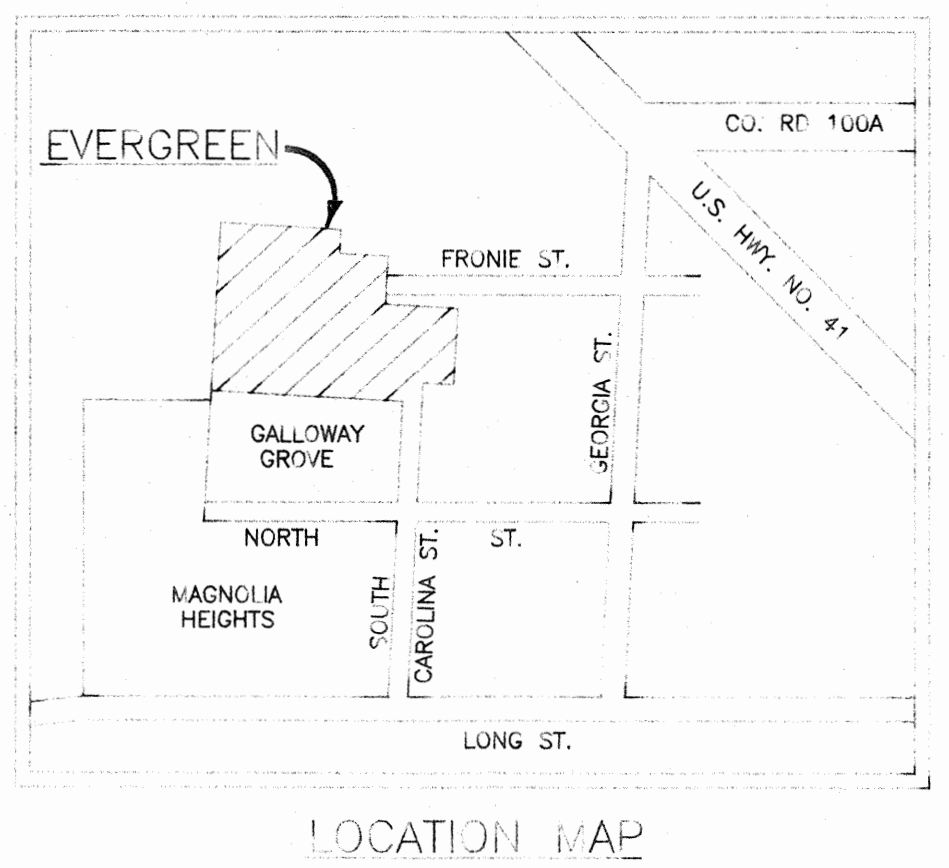 CO. RD 100A
EVERGREEN
U.S. HWY. NO. 41
FRONIE ST.
GEORGIA ST.
GALLOWAY
GROVE
NORTH ST.
MAGNOLIA
HEIGHTS
SOUTH
CAROLINA ST.
LONG ST.
LOCATION MAP